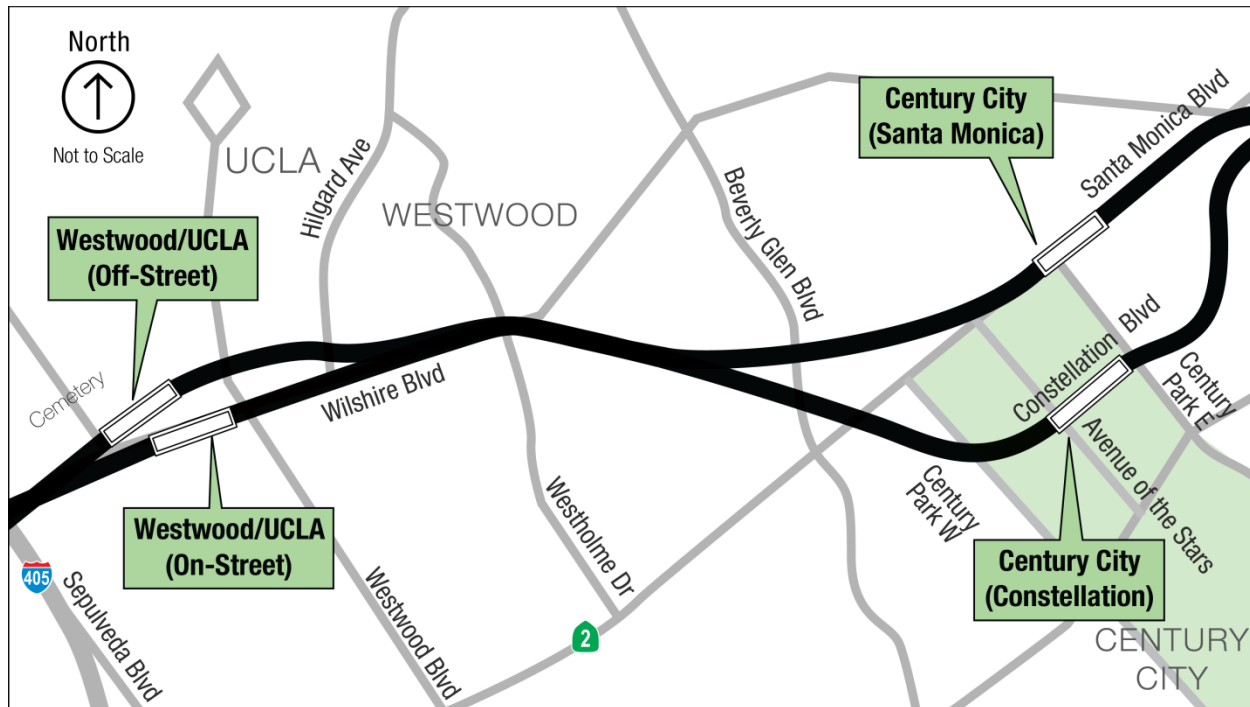 North
Not to Scale
UCLA
Hilgard Ave
WESTWOOD
Century City
(Santa Monica)
Santa Monica Blvd
Beverly Glen Blvd
Westwood/UCLA
(Off-Street)
Cemetery
Wilshire Blvd
Constellation Blvd
Century
Park E
Avenue of the Stars
Century
Park W
Westwood/UCLA
(On-Street)
Westholme Dr
Century City
(Constellation)
405
Sepulveda Blvd
Westwood Blvd
2
CENTURY
CITY